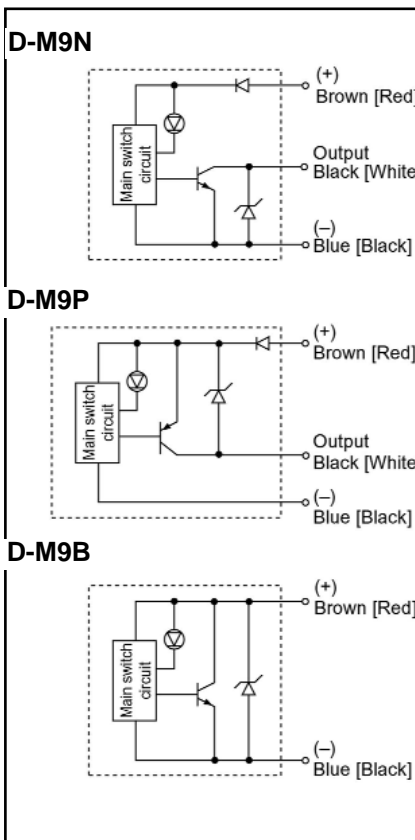 D-M9N
(+)
Brown [Red]
Main switch
circuit
Output
Black [White
(–)
Blue [Black]
D-M9P
(+)
Brown [Red]
Main switch
circuit
Output
Black [White
(–)
Blue [Black]
D-M9B
(+)
Brown [Red]
Main switch
circuit
(–)
Blue [Black]